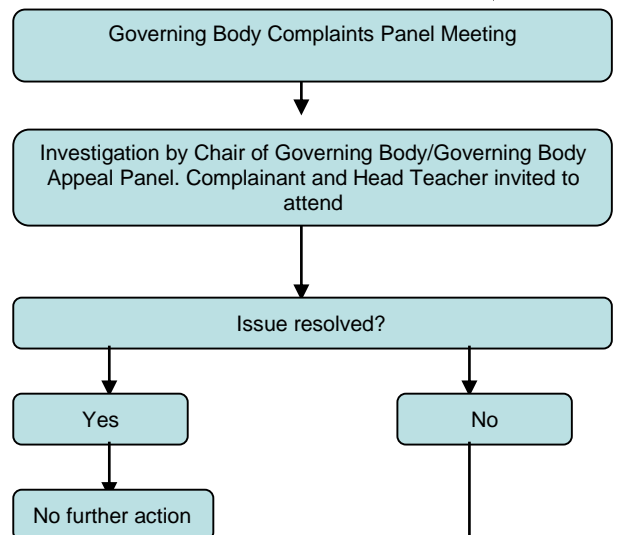 Governing Body Complaints Panel Meeting
Investigation by Chair of Governing Body/Governing Body
Appeal Panel. Complainant and Head Teacher invited to
attend
Issue resolved?
Yes
No
No further action